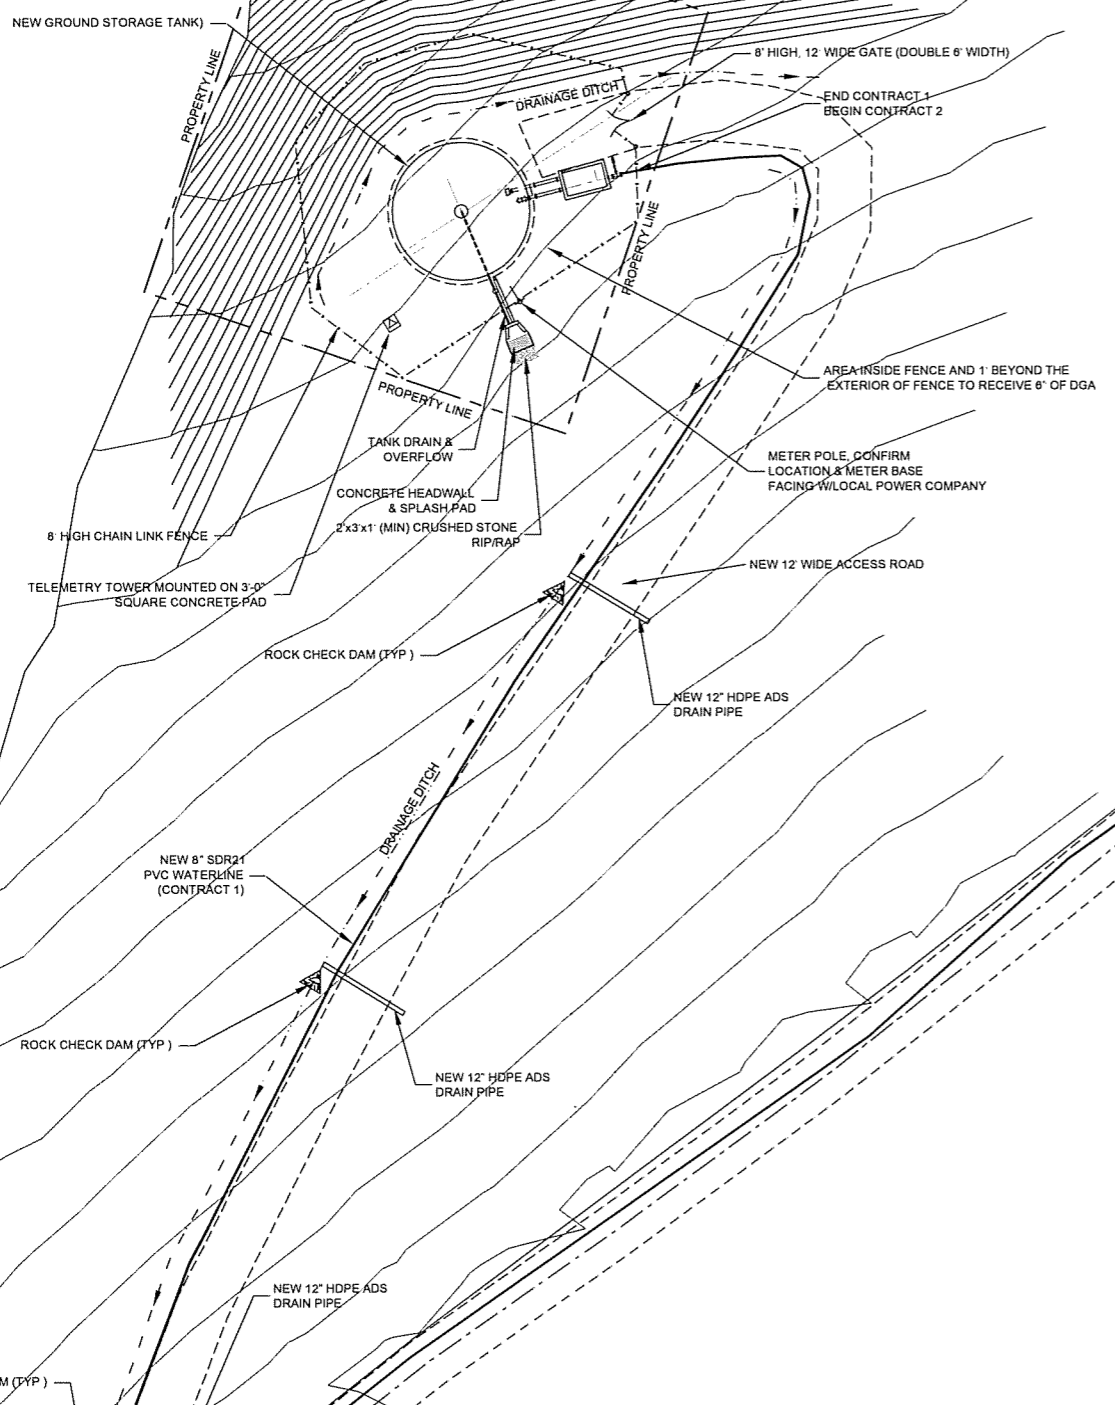 NEW GROUND STORAGE TANK)
PROPERTY LINE
8' HIGH, 12' WIDE GATE (DOUBLE 6' WIDTH)
DRAINAGE DITCH
END CONTRACT 1
BEGIN CONTRACT 2
PROPERTY LINE
AREA INSIDE FENCE AND 1' BEYOND THE
EXTERIOR OF FENCE TO RECEIVE 6" OF DGA
PROPERTY LINE
TANK DRAIN &
OVERFLOW
METER POLE, CONFIRM
LOCATION & METER BASE
FACING W/LOCAL POWER COMPANY
CONCRETE HEADWALL
& SPLASH PAD
2'x3'x1' (MIN) CRUSHED STONE
RIP/RAP
8' HIGH CHAIN LINK FENCE
NEW 12' WIDE ACCESS ROAD
TELEMETRY TOWER MOUNTED ON 3'-0"
SQUARE CONCRETE PAD
ROCK CHECK DAM (TYP )
NEW 12" HDPE ADS
DRAIN PIPE
DRAINAGE DITCH
NEW 8" SDR21
PVC WATERLINE
(CONTRACT 1)
ROCK CHECK DAM (TYP )
NEW 12" HDPE ADS
DRAIN PIPE
NEW 12" HDPE ADS
DRAIN PIPE
M (TYP )